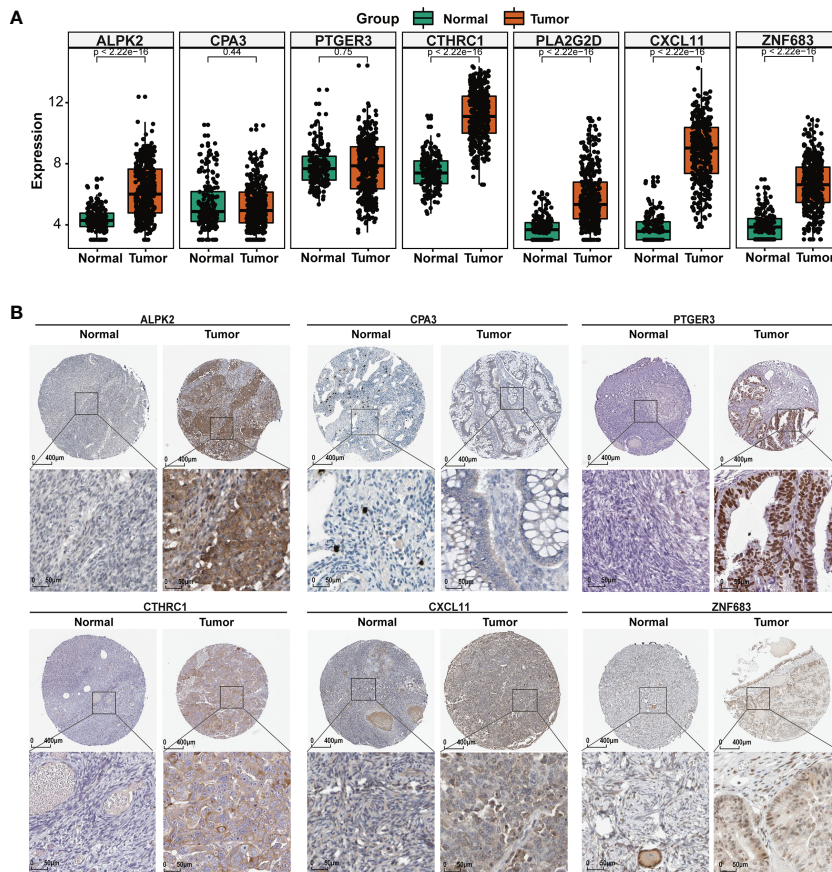 A
Group Normal Tumor
ALPK2 CPA3 PTGER3 CTHRC1 PLA2G2D CXCL11 ZNF683
p < 2.22e−16 0.44 0.75 p < 2.22e−16 p < 2.22e−16 p < 2.22e−16 p < 2.22e−16
Expression
12
8
4
Normal Tumor Normal Tumor Normal Tumor Normal Tumor Normal Tumor Normal Tumor Normal Tumor
B
ALPK2 CPA3 PTGER3
Normal Tumor Normal Tumor Normal Tumor
0 400μm 0 400μm 0 400μm 0 400μm 0 400μm 0 400μm
0 50μm 0 50μm 0 50μm 0 50μm 0 50μm 0 50μm
CTHRC1 CXCL11 ZNF683
Normal Tumor Normal Tumor Normal Tumor
0 400μm 0 400μm 0 400μm 0 400μm 0 400μm 0 400μm
0 50μm 0 50μm 0 50μm 0 50μm 0 50μm 0 50μm